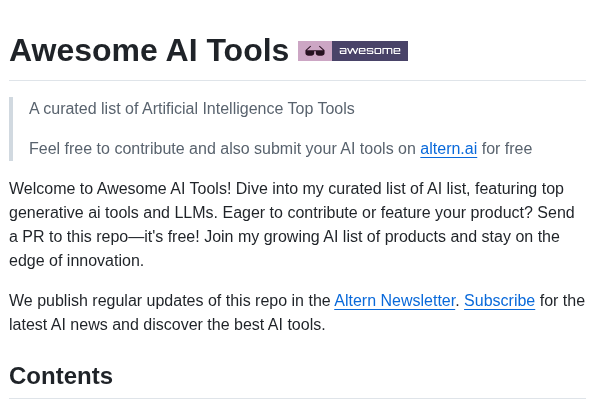 Awesome AI Tools awesome
A curated list of Artificial Intelligence Top Tools
Feel free to contribute and also submit your AI tools on altern.ai for free
Welcome to Awesome AI Tools! Dive into my curated list of AI list, featuring top
generative ai tools and LLMs. Eager to contribute or feature your product? Send
a PR to this repo—it's free! Join my growing AI list of products and stay on the
edge of innovation.
We publish regular updates of this repo in the Altern Newsletter. Subscribe for the
latest AI news and discover the best AI tools.
Contents